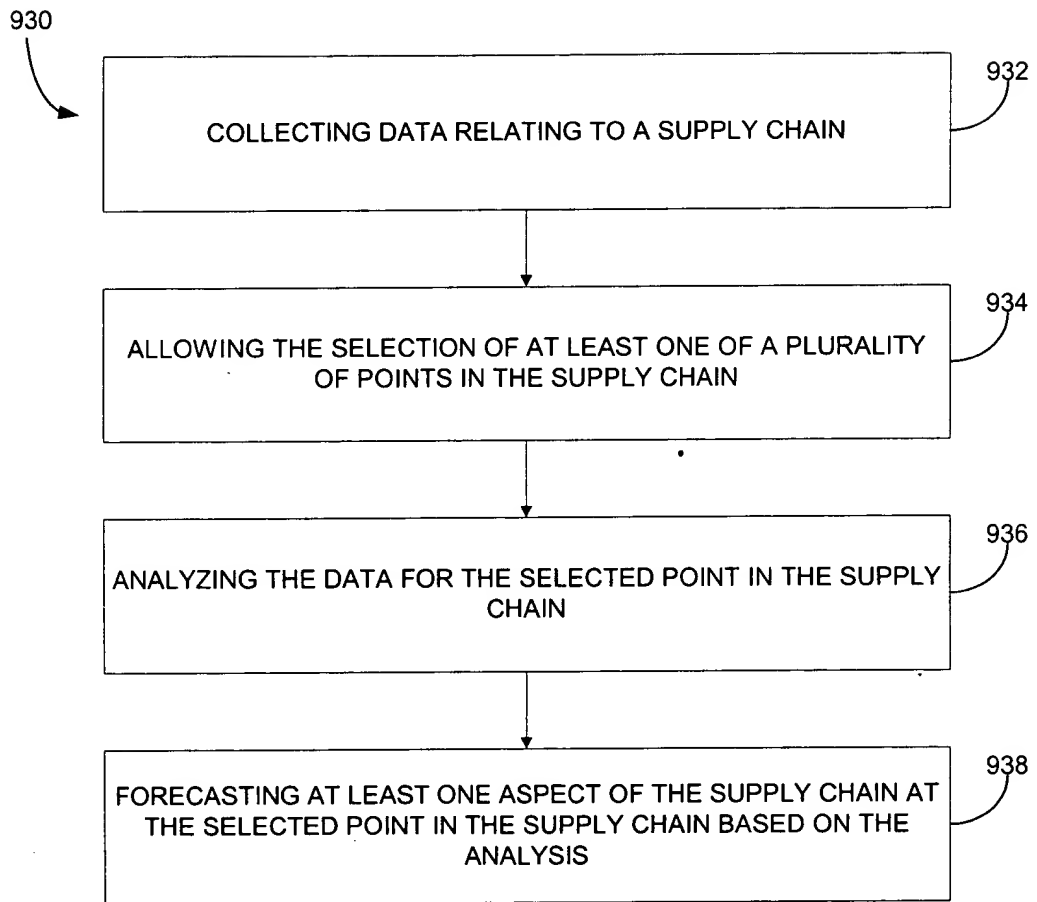 930
932
COLLECTING DATA RELATING TO A SUPPLY CHAIN
934
ALLOWING THE SELECTION OF AT LEAST ONE OF A PLURALITY
OF POINTS IN THE SUPPLY CHAIN
936
ANALYZING THE DATA FOR THE SELECTED POINT IN THE SUPPLY
CHAIN
938
FORECASTING AT LEAST ONE ASPECT OF THE SUPPLY CHAIN AT
THE SELECTED POINT IN THE SUPPLY CHAIN BASED ON THE
ANALYSIS